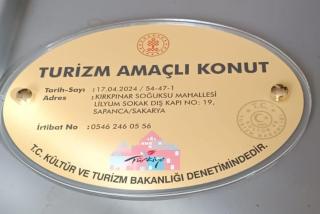 TURİZM AMAÇLI KONUT
Tarih-Sayı : 17.04.2024 / 54-47-1
Adres : KIRKPINAR SOĞUKSU MAHALLESİ
LİLYUM SOKAK DIŞ KAPI NO: 19,
SAPANCA/SAKARYA
İrtibat No : 0546 246 05 56
Türkiye
T.C. KÜLTÜR VE TURİZM BAKANLIĞI DENETİMİNDEDİR.